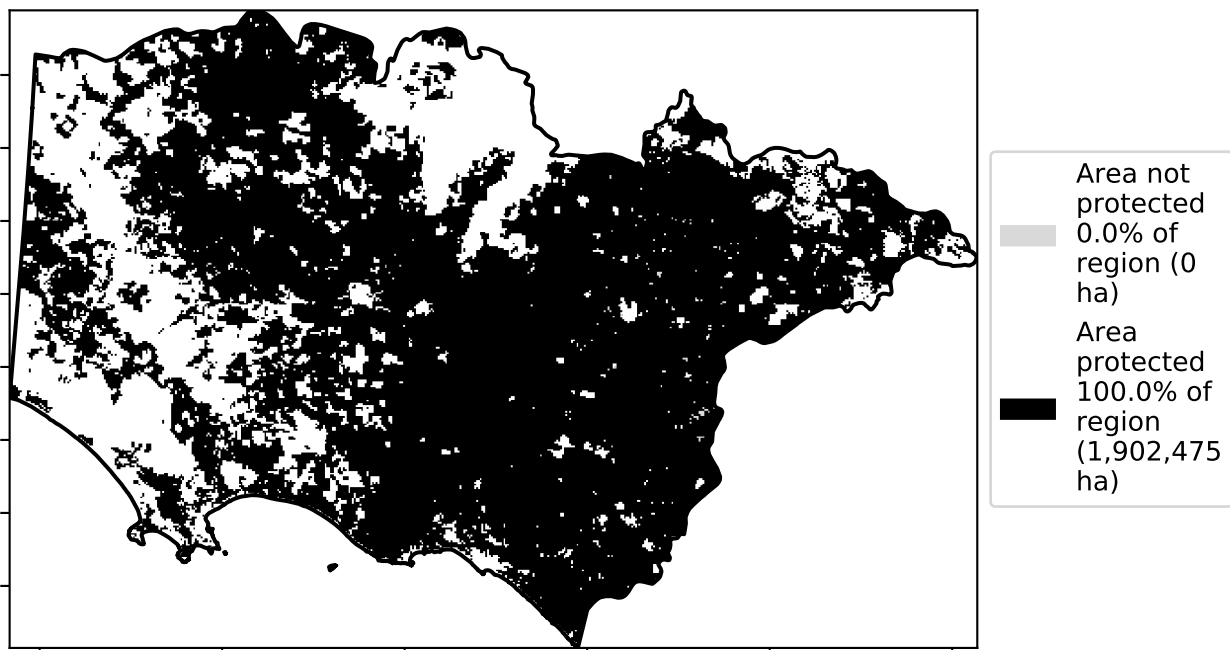 Area not
protected
0.0% of
region (0
ha)
Area
protected
100.0% of
region
(1,902,475
ha)